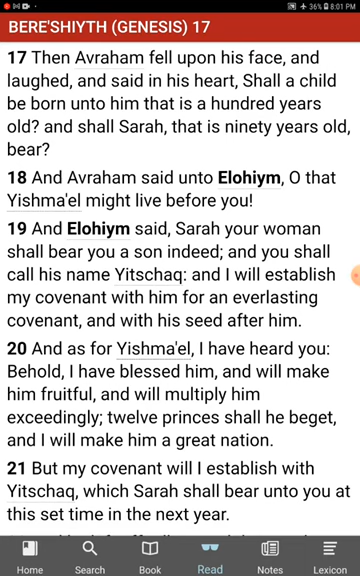 36% 8:01 PM
BERE'SHIYTH (GENESIS) 17
17 Then Avraham fell upon his face, and
laughed, and said in his heart, Shall a child
be born unto him that is a hundred years
old? and shall Sarah, that is ninety years old,
bear?
18 And Avraham said unto Elohiym, O that
Yishma'el might live before you!
19 And Elohiym said, Sarah your woman
shall bear you a son indeed; and you shall
call his name Yitschaq: and I will establish
my covenant with him for an everlasting
covenant, and with his seed after him.
20 And as for Yishma'el, I have heard you:
Behold, I have blessed him, and will make
him fruitful, and will multiply him
exceedingly; twelve princes shall he beget,
and I will make him a great nation.
21 But my covenant will I establish with
Yitschaq, which Sarah shall bear unto you at
this set time in the next year.
Home Search Book Read Notes Lexicon